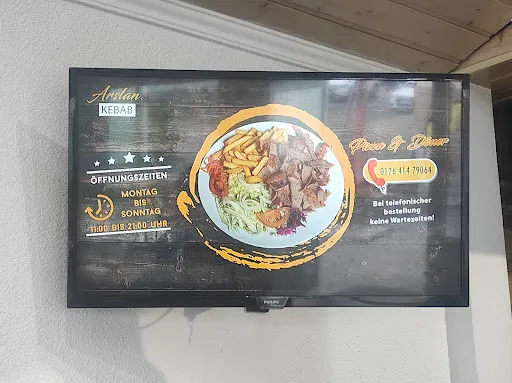 Arslan
KEBAB
ÖFFNUNGSZEITEN
MONTAG
BIS
SONNTAG
11:00 BIS 21:00 UHR
Pizza & Döner
0176 414 79064
Bei telefonischer
bestellung
keine Wartezeiten!
PHILIPS